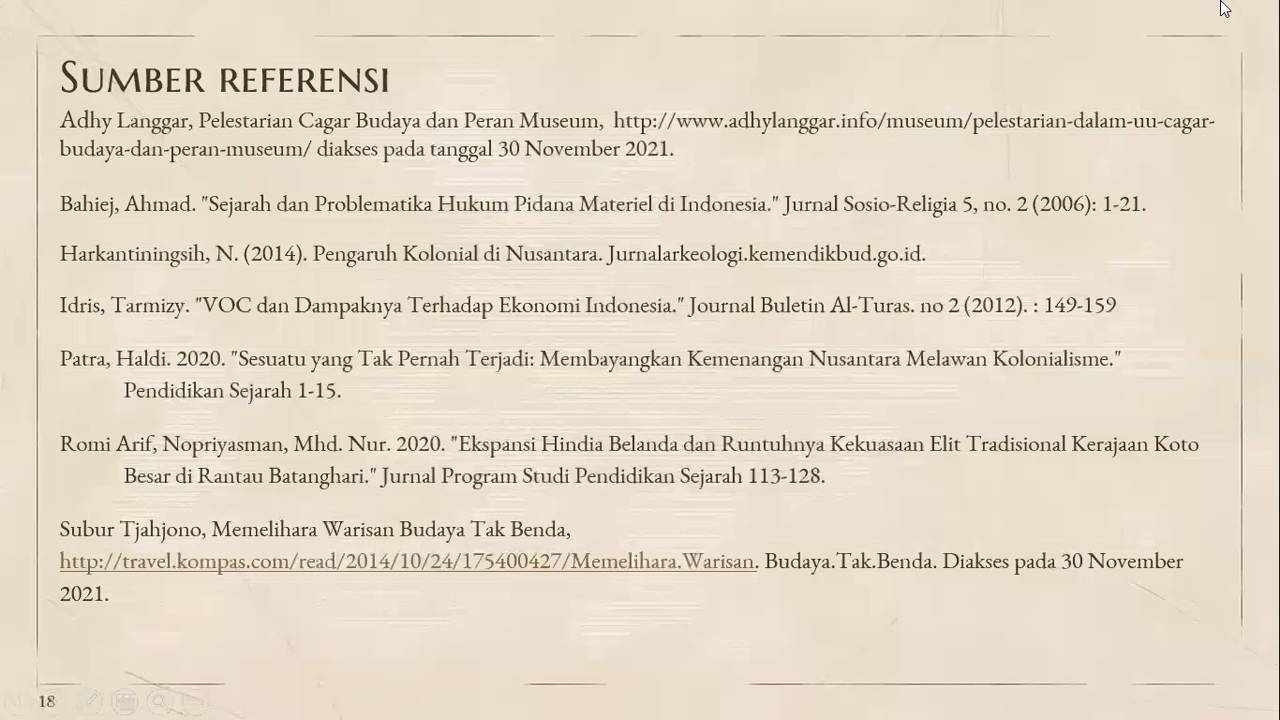 Sumber referensi
Adhy Langgar, Pelestarian Cagar Budaya dan Peran Museum, http://www.adhylanggar.info/museum/pelestarian-dalam-uu-cagar-
budaya-dan-peran-museum/ diakses pada tanggal 30 November 2021.
Bahiej, Ahmad. "Sejarah dan Problematika Hukum Pidana Materiel di Indonesia." Jurnal Sosio-Religia 5, no. 2 (2006): 1-21.
Harkantiningsih, N. (2014). Pengaruh Kolonial di Nusantara. Jurnalarkeologi.kemendikbud.go.id.
Idris, Tarmizy. "VOC dan Dampaknya Terhadap Ekonomi Indonesia." Journal Buletin Al-Turas. no 2 (2012). : 149-159
Patra, Haldi. 2020. "Sesuatu yang Tak Pernah Terjadi: Membayangkan Kemenangan Nusantara Melawan Kolonialisme."
Pendidikan Sejarah 1-15.
Romi Arif, Nopriyasman, Mhd. Nur. 2020. "Ekspansi Hindia Belanda dan Runtuhnya Kekuasaan Elit Tradisional Kerajaan Koto
Besar di Rantau Batanghari." Jurnal Program Studi Pendidikan Sejarah 113-128.
Subur Tjahjono, Memelihara Warisan Budaya Tak Benda,
http://travel.kompas.com/read/2014/10/24/175400427/Memelihara.Warisan. Budaya.Tak.Benda. Diakses pada 30 November
2021.
18